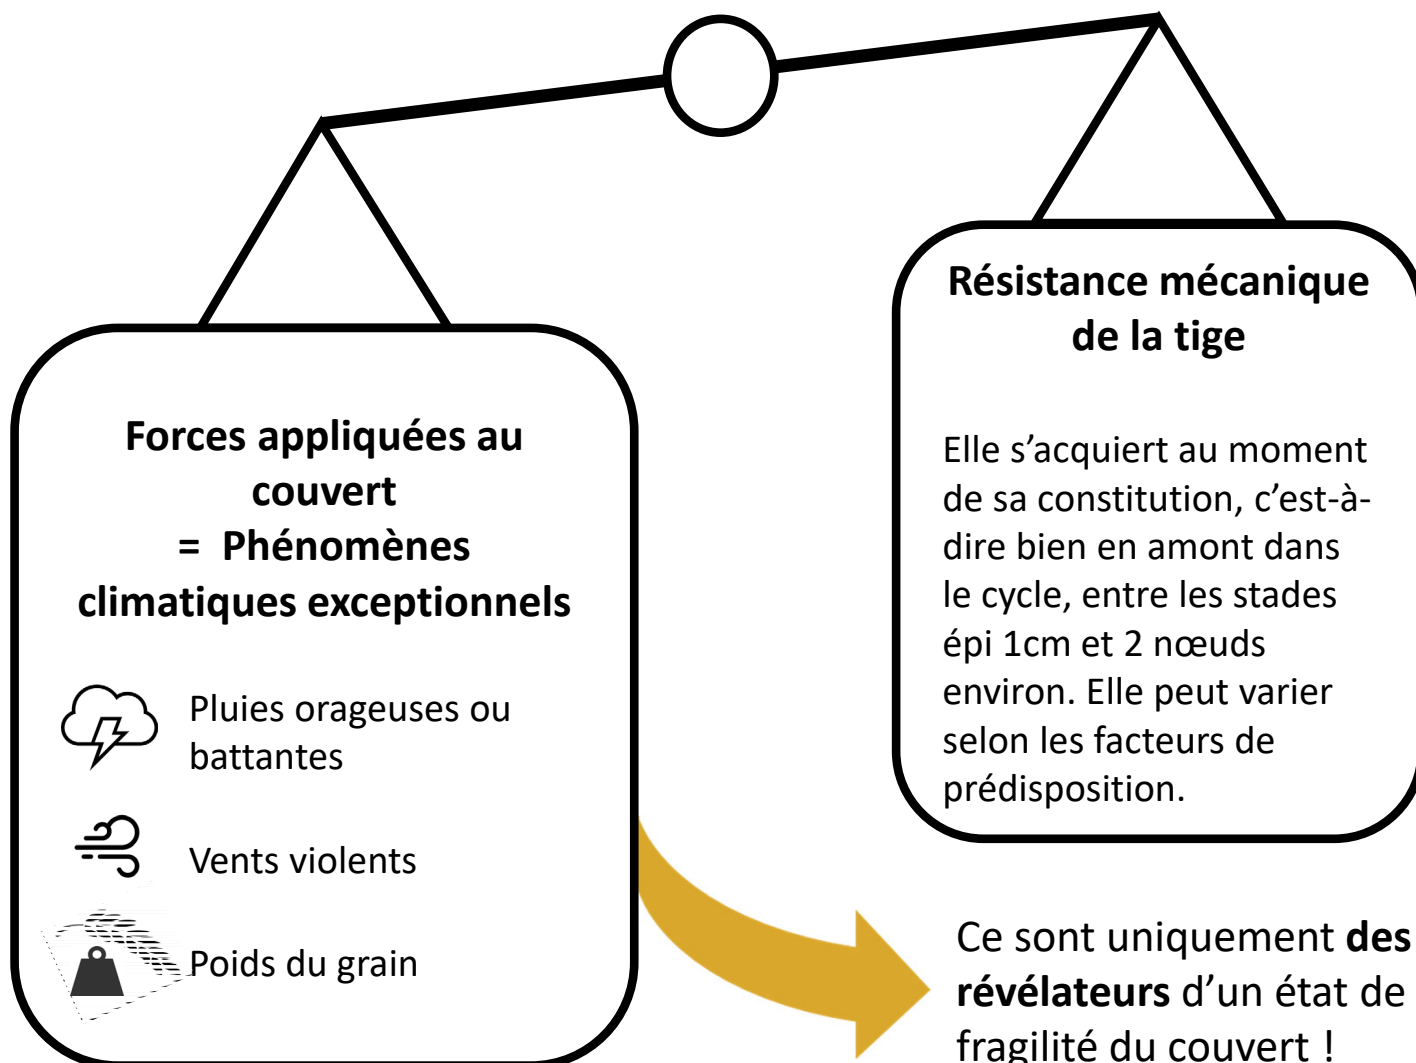 Forces appliquées au
couvert
= Phénomènes
climatiques exceptionnels
Pluies orageuses ou
battantes
Vents violents
Poids du grain
Résistance mécanique
de la tige
Elle s’acquiert au moment
de sa constitution, c’est-à-
dire bien en amont dans
le cycle, entre les stades
épi 1cm et 2 nœuds
environ. Elle peut varier
selon les facteurs de
prédisposition.
Ce sont uniquement des
révélateurs d’un état de
fragilité du couvert !